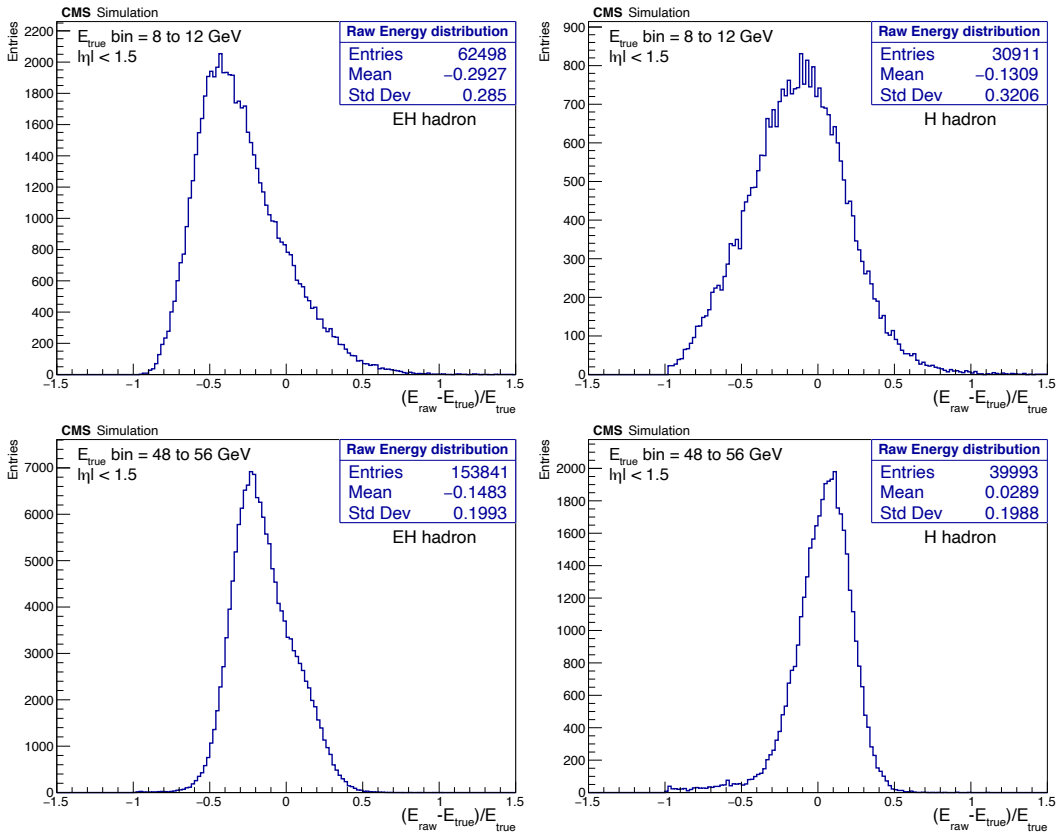 CMS Simulation
Entries
E_true bin = 8 to 12 GeV
|η| < 1.5
Raw Energy distribution
Entries 62498
Mean −0.2927
Std Dev 0.285
EH hadron
2200
2000
1800
1600
1400
1200
1000
800
600
400
200
0
−1.5 −1 −0.5 0 0.5 1 1.5
(E_raw-E_true)/E_true
CMS Simulation
Entries
E_true bin = 8 to 12 GeV
|η| < 1.5
Raw Energy distribution
Entries 30911
Mean −0.1309
Std Dev 0.3206
H hadron
900
800
700
600
500
400
300
200
100
0
−1.5 −1 −0.5 0 0.5 1 1.5
(E_raw-E_true)/E_true
CMS Simulation
Entries
E_true bin = 48 to 56 GeV
|η| < 1.5
Raw Energy distribution
Entries 153841
Mean −0.1483
Std Dev 0.1993
EH hadron
7000
6000
5000
4000
3000
2000
1000
0
−1.5 −1 −0.5 0 0.5 1 1.5
(E_raw-E_true)/E_true
CMS Simulation
Entries
E_true bin = 48 to 56 GeV
|η| < 1.5
Raw Energy distribution
Entries 39993
Mean 0.0289
Std Dev 0.1988
H hadron
2000
1800
1600
1400
1200
1000
800
600
400
200
0
−1.5 −1 −0.5 0 0.5 1 1.5
(E_raw-E_true)/E_true